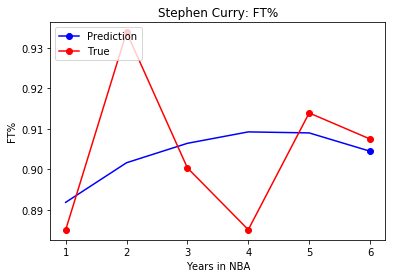 Stephen Curry: FT%
Prediction
True
0.93
0.92
0.91
0.90
0.89
FT%
1
2
3
4
5
6
Years in NBA